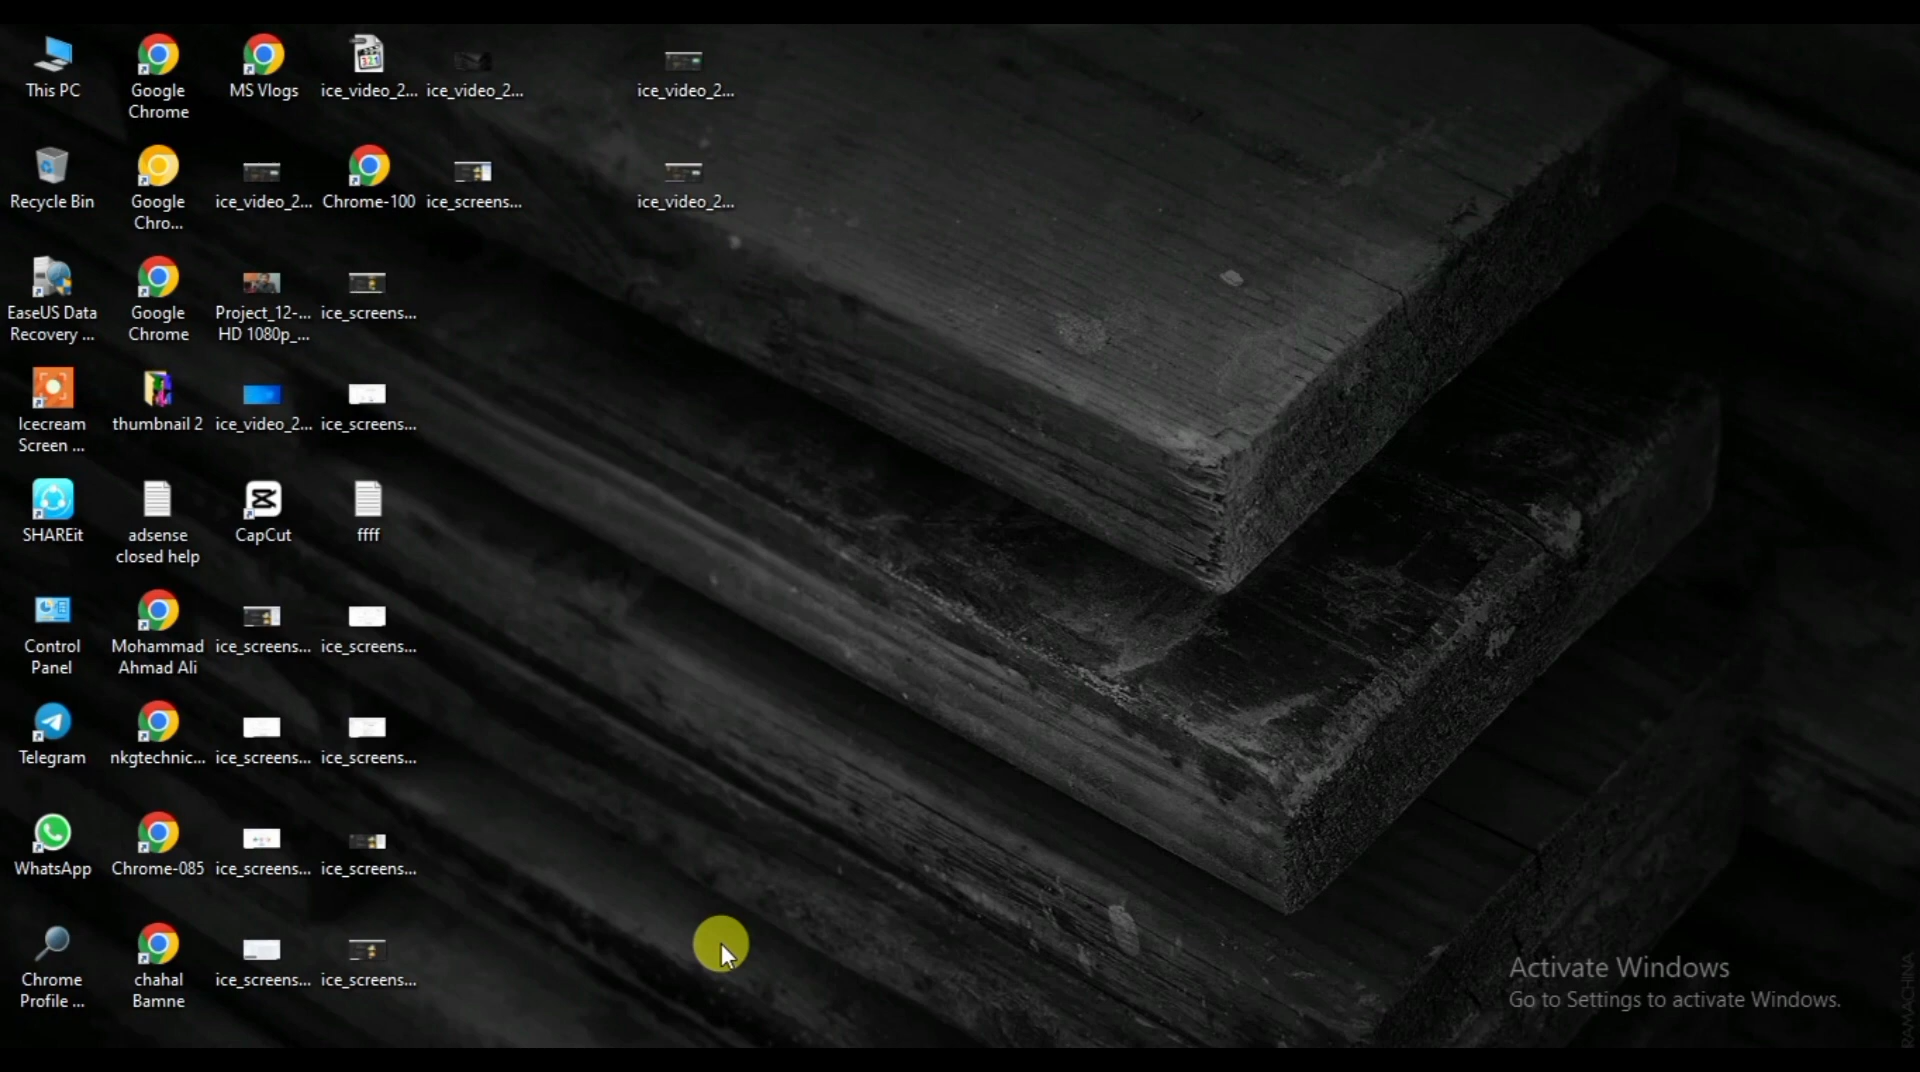 This PC
Google
Chrome
MS Vlogs
ice_video_2...
ice_video_2...
ice_video_2...
Recycle Bin
Google
Chro...
ice_video_2...
Chrome-100
ice_screens...
ice_video_2...
EaseUS Data
Recovery ...
Google
Chrome
Project_12-...
HD 1080p_...
ice_screens...
Icecream
Screen ...
thumbnail 2
ice_video_2...
ice_screens...
SHAREit
adsense
closed help
CapCut
ffff
Control
Panel
Mohammad
Ahmad Ali
ice_screens...
ice_screens...
Telegram
nkgtechnic...
ice_screens...
ice_screens...
WhatsApp
Chrome-085
ice_screens...
ice_screens...
Chrome
Profile ...
chahal
Bamne
ice_screens...
ice_screens...
Activate Windows
Go to Settings to activate Windows.
RAMACHINA